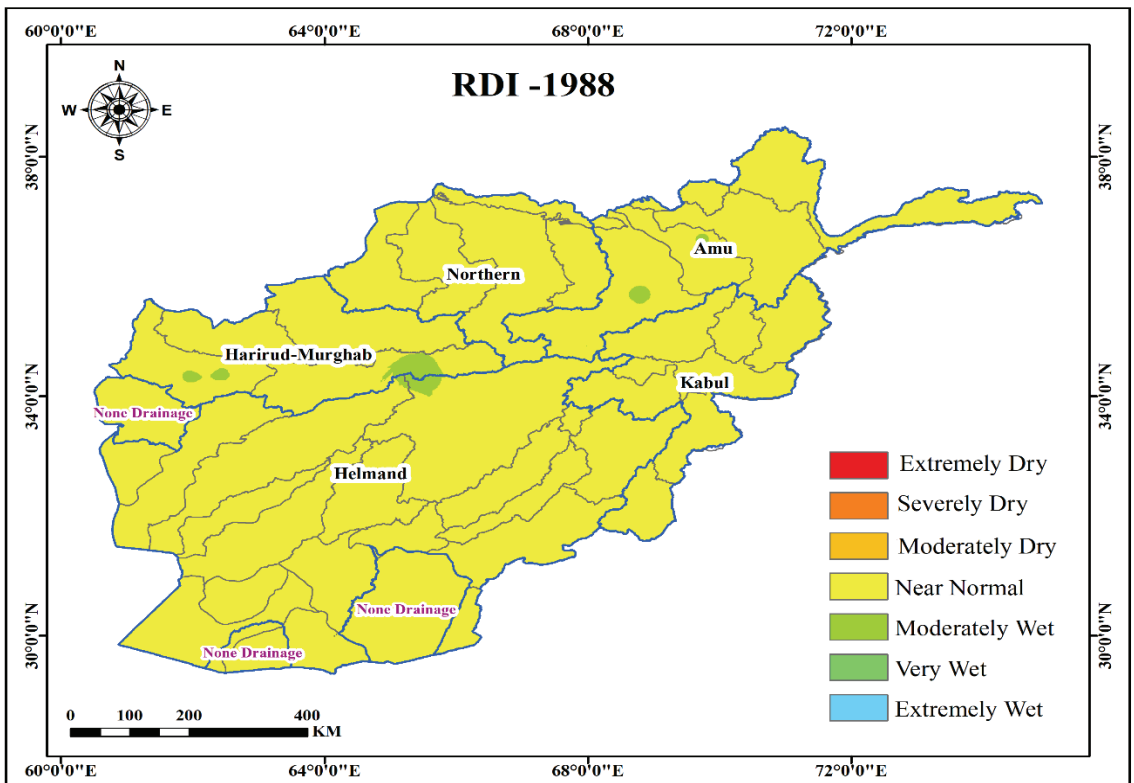 60°0'0"E 64°0'0"E 68°0'0"E 72°0'0"E
RDI -1988
N
W E
S
38°0'0"N 38°0'0"N
Amu
Northern
Harirud-Murghab
Kabul
34°0'0"N 34°0'0"N
None Drainage
Helmand
Extremely Dry
Severely Dry
Moderately Dry
Near Normal
None Drainage
Moderately Wet
30°0'0"N 30°0'0"N
None Drainage
Very Wet
Extremely Wet
0 100 200 400
KM
60°0'0"E 64°0'0"E 68°0'0"E 72°0'0"E